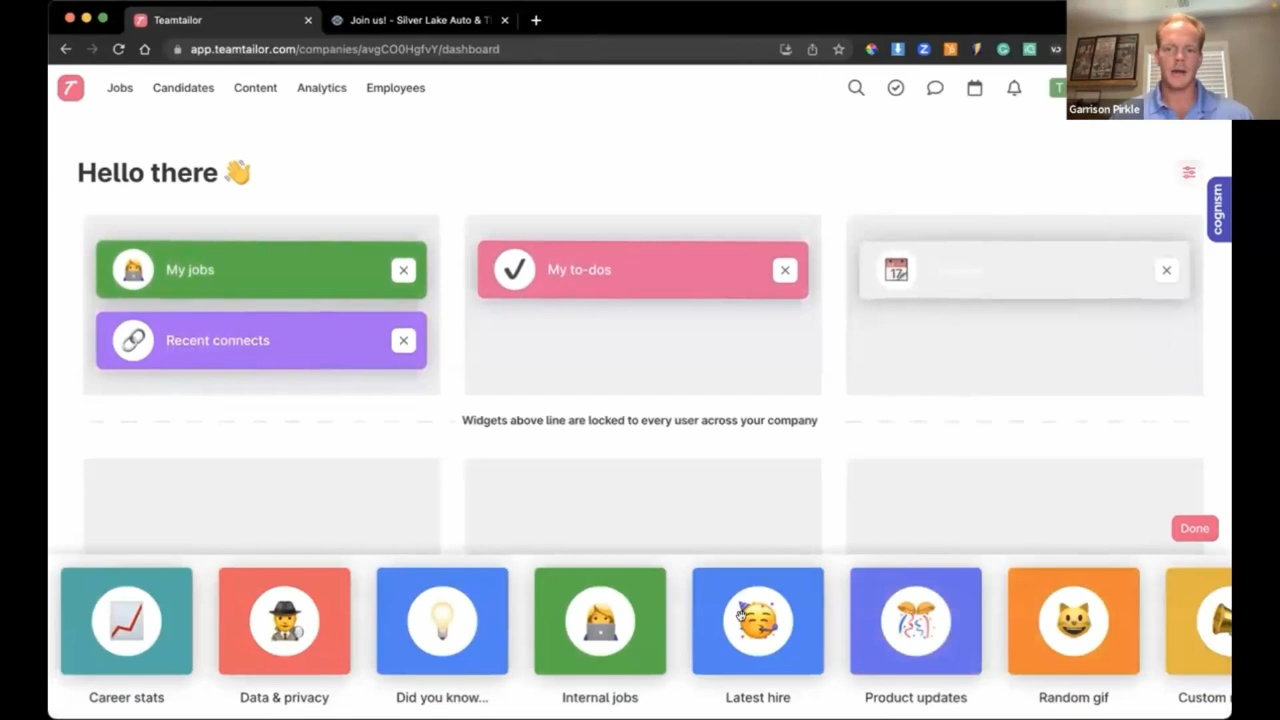 Teamtailor
Join us! - Silver Lake Auto & Ti
app.teamtailor.com/companies/avgCO0HgfvY/dashboard
Garrison Pirkle
T
Jobs
Candidates
Content
Analytics
Employees
T
Hello there 👋
cognism
My jobs
My to-dos
17
Recent connects
Widgets above line are locked to every user across your company
Done
Career stats
Data & privacy
Did you know...
Internal jobs
Latest hire
Product updates
Random gif
Custom